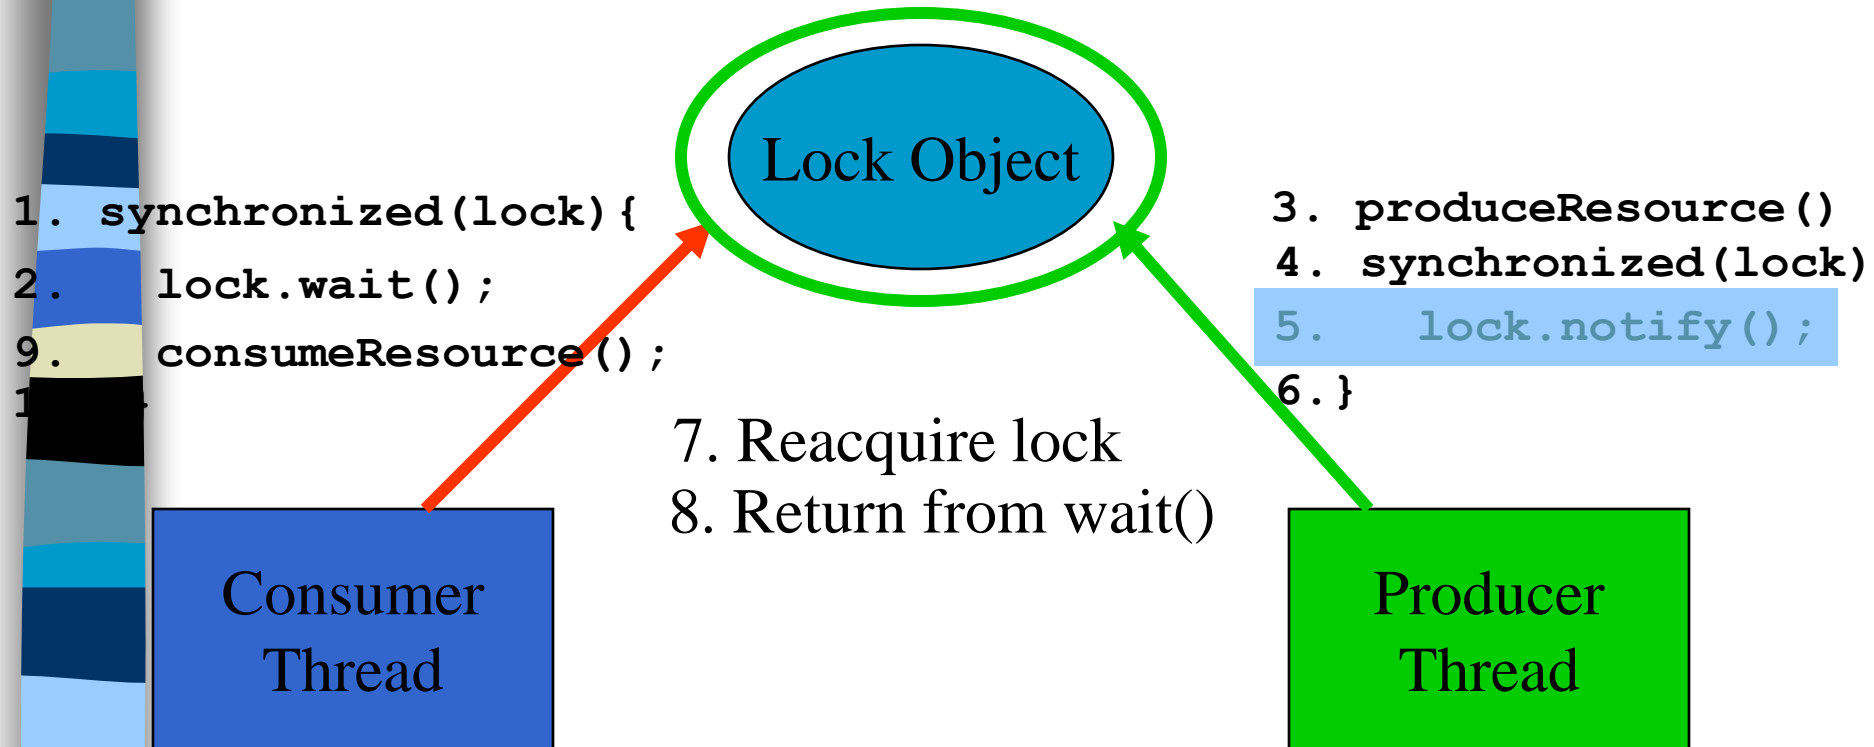 Lock Object
1. synchronized(lock){
2. lock.wait();
9. consumeResource();
3. produceResource()
4. synchronized(lock)
5. lock.notify();
6.}
7. Reacquire lock
8. Return from wait()
Consumer
Thread
Producer
Thread